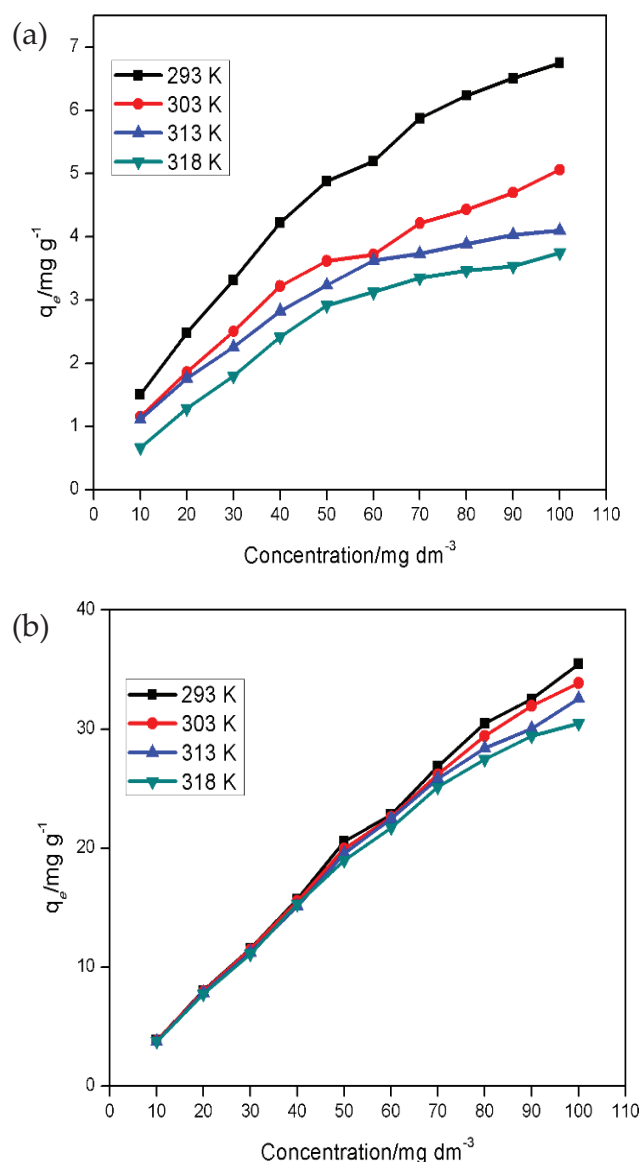 (a)
7
6
5
4
3
2
1
0
qₑ/mg g⁻¹
293 K
303 K
313 K
318 K
0 10 20 30 40 50 60 70 80 90 100 110
Concentration/mg dm⁻³
(b)
40
30
20
10
0
qₑ/mg g⁻¹
293 K
303 K
313 K
318 K
0 10 20 30 40 50 60 70 80 90 100 110
Concentration/mg dm⁻³